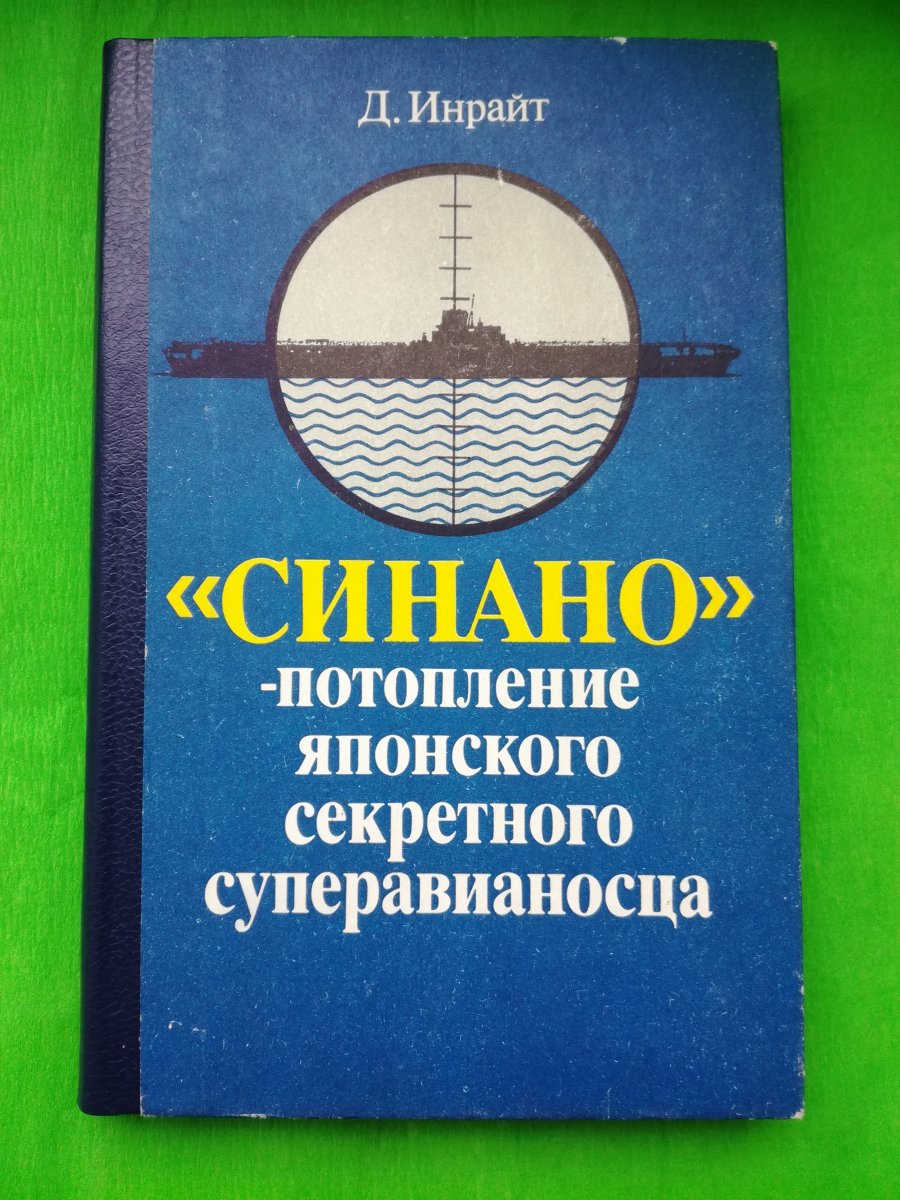 Д. Инрайт
«СИНАНО»
-потопление
японского
секретного
суперавианосца